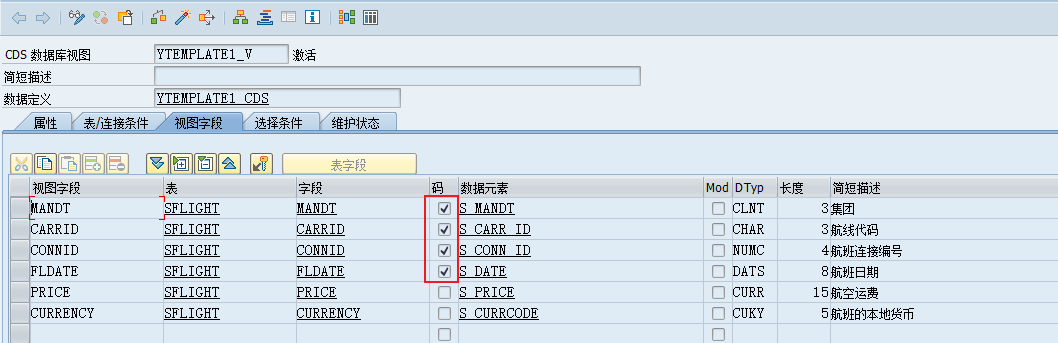 CDS 数据库视图 YTEMPLATE1_V 激活
简短描述
数据定义 YTEMPLATE1_CDS
属性 表/连接条件 视图字段 选择条件 维护状态
表字段
视图字段 表 字段 码 数据元素 Mod DTyp 长度 简短描述
MANDT SFLIGHT MANDT S_MANDT CLNT 3 集团
CARRID SFLIGHT CARRID S_CARR_ID CHAR 3 航线代码
CONNID SFLIGHT CONNID S_CONN_ID NUMC 4 航班连接编号
FLDATE SFLIGHT FLDATE S_DATE DATS 8 航班日期
PRICE SFLIGHT PRICE S_PRICE CURR 15 航空运费
CURRENCY SFLIGHT CURRENCY S_CURRCODE CUKY 5 航班的本地货币